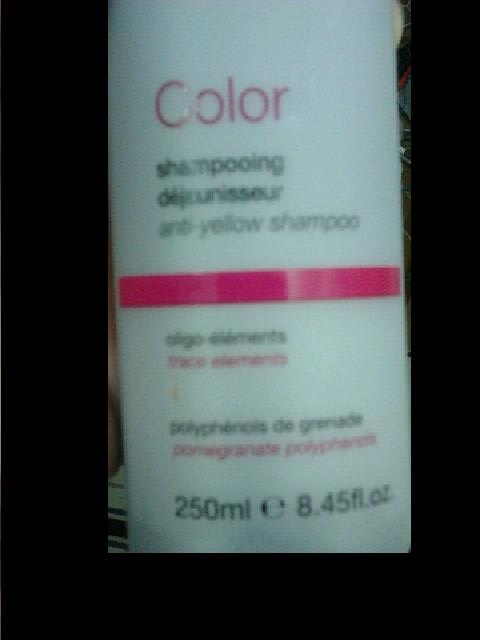 Color
shampooing
déjaunisseur
anti-yellow shampoo
oligo-éléments
trace elements
polyphénols de grenade
pomegranate polyphenols
250ml e 8.45fl.oz.